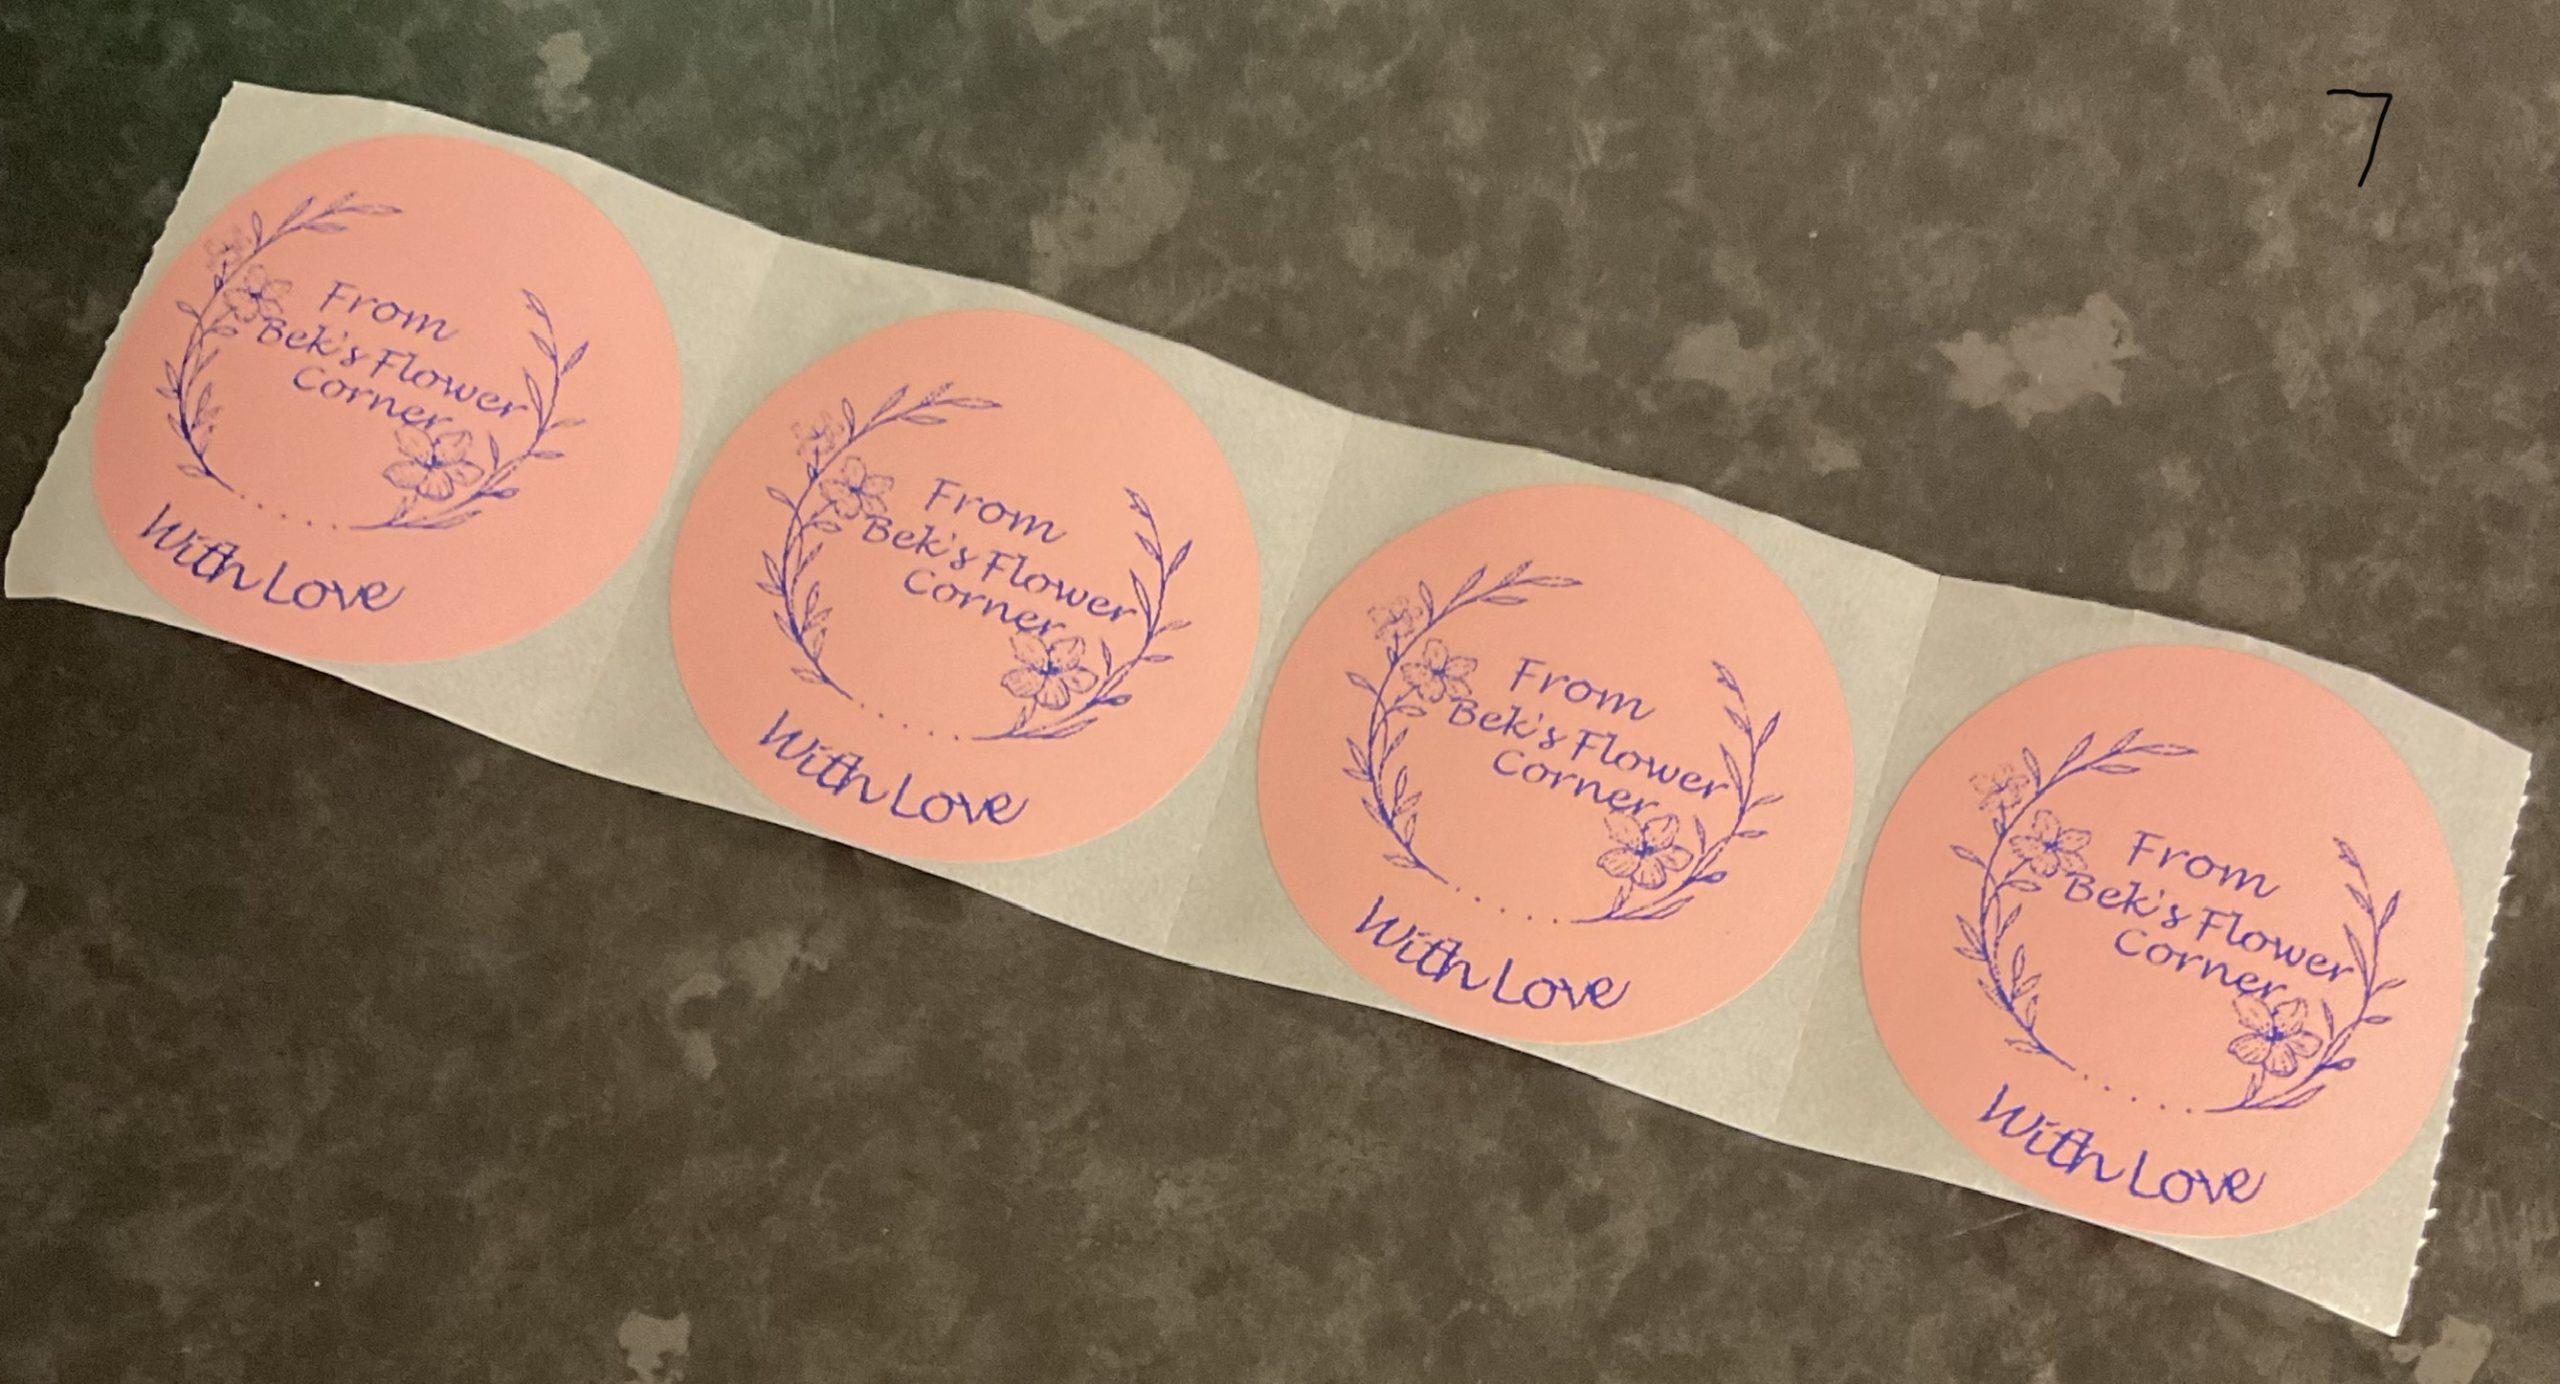 7
From
Bek's Flower
Corner
With Love
From
Bek's Flower
Corner
With Love
From
Bek's Flower
Corner
With Love
From
Bek's Flower
Corner
With Love